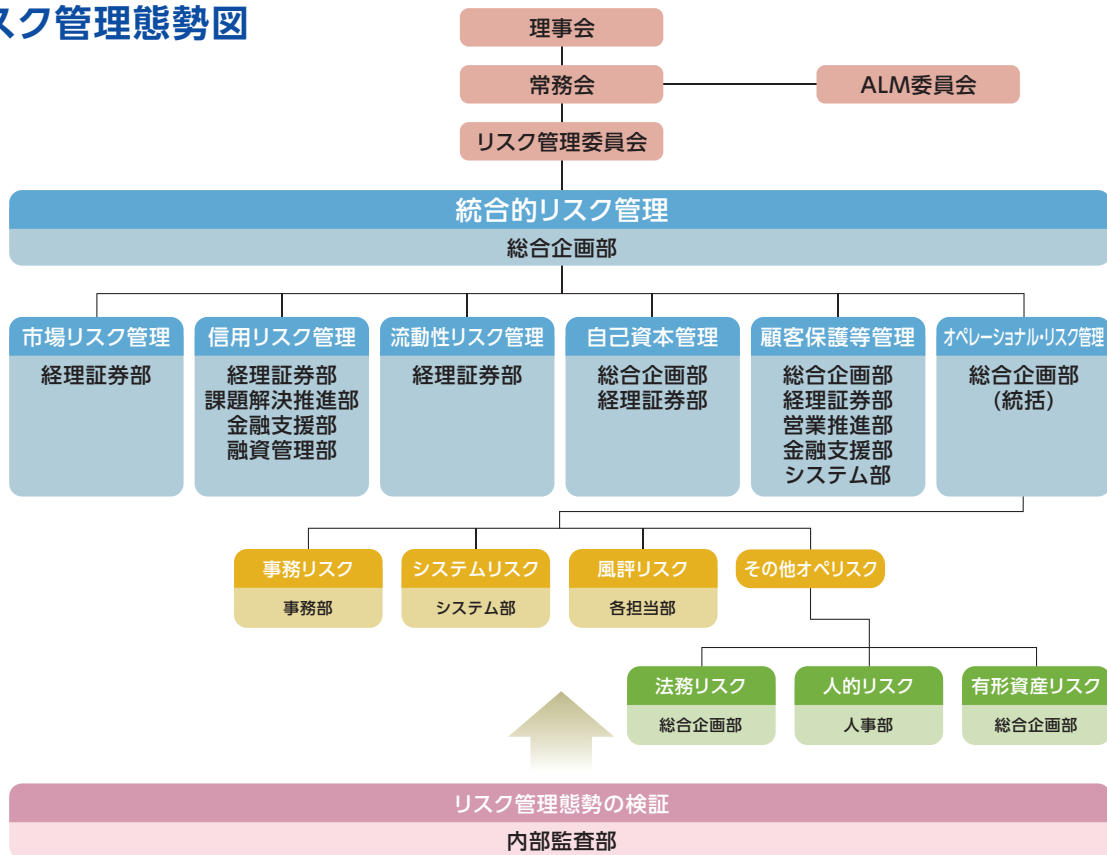 スク管理態勢図
理事会
常務会
ALM委員会
リスク管理委員会
統合的リスク管理
総合企画部
市場リスク管理
経理証券部
信用リスク管理
経理証券部
課題解決推進部
金融支援部
融資管理部
流動性リスク管理
経理証券部
自己資本管理
総合企画部
経理証券部
顧客保護等管理
総合企画部
経理証券部
営業推進部
金融支援部
システム部
オペレーショナル・リスク管理
総合企画部
(統括)
事務リスク
事務部
システムリスク
システム部
風評リスク
各担当部
その他オペリスク
法務リスク
総合企画部
人的リスク
人事部
有形資産リスク
総合企画部
リスク管理態勢の検証
内部監査部